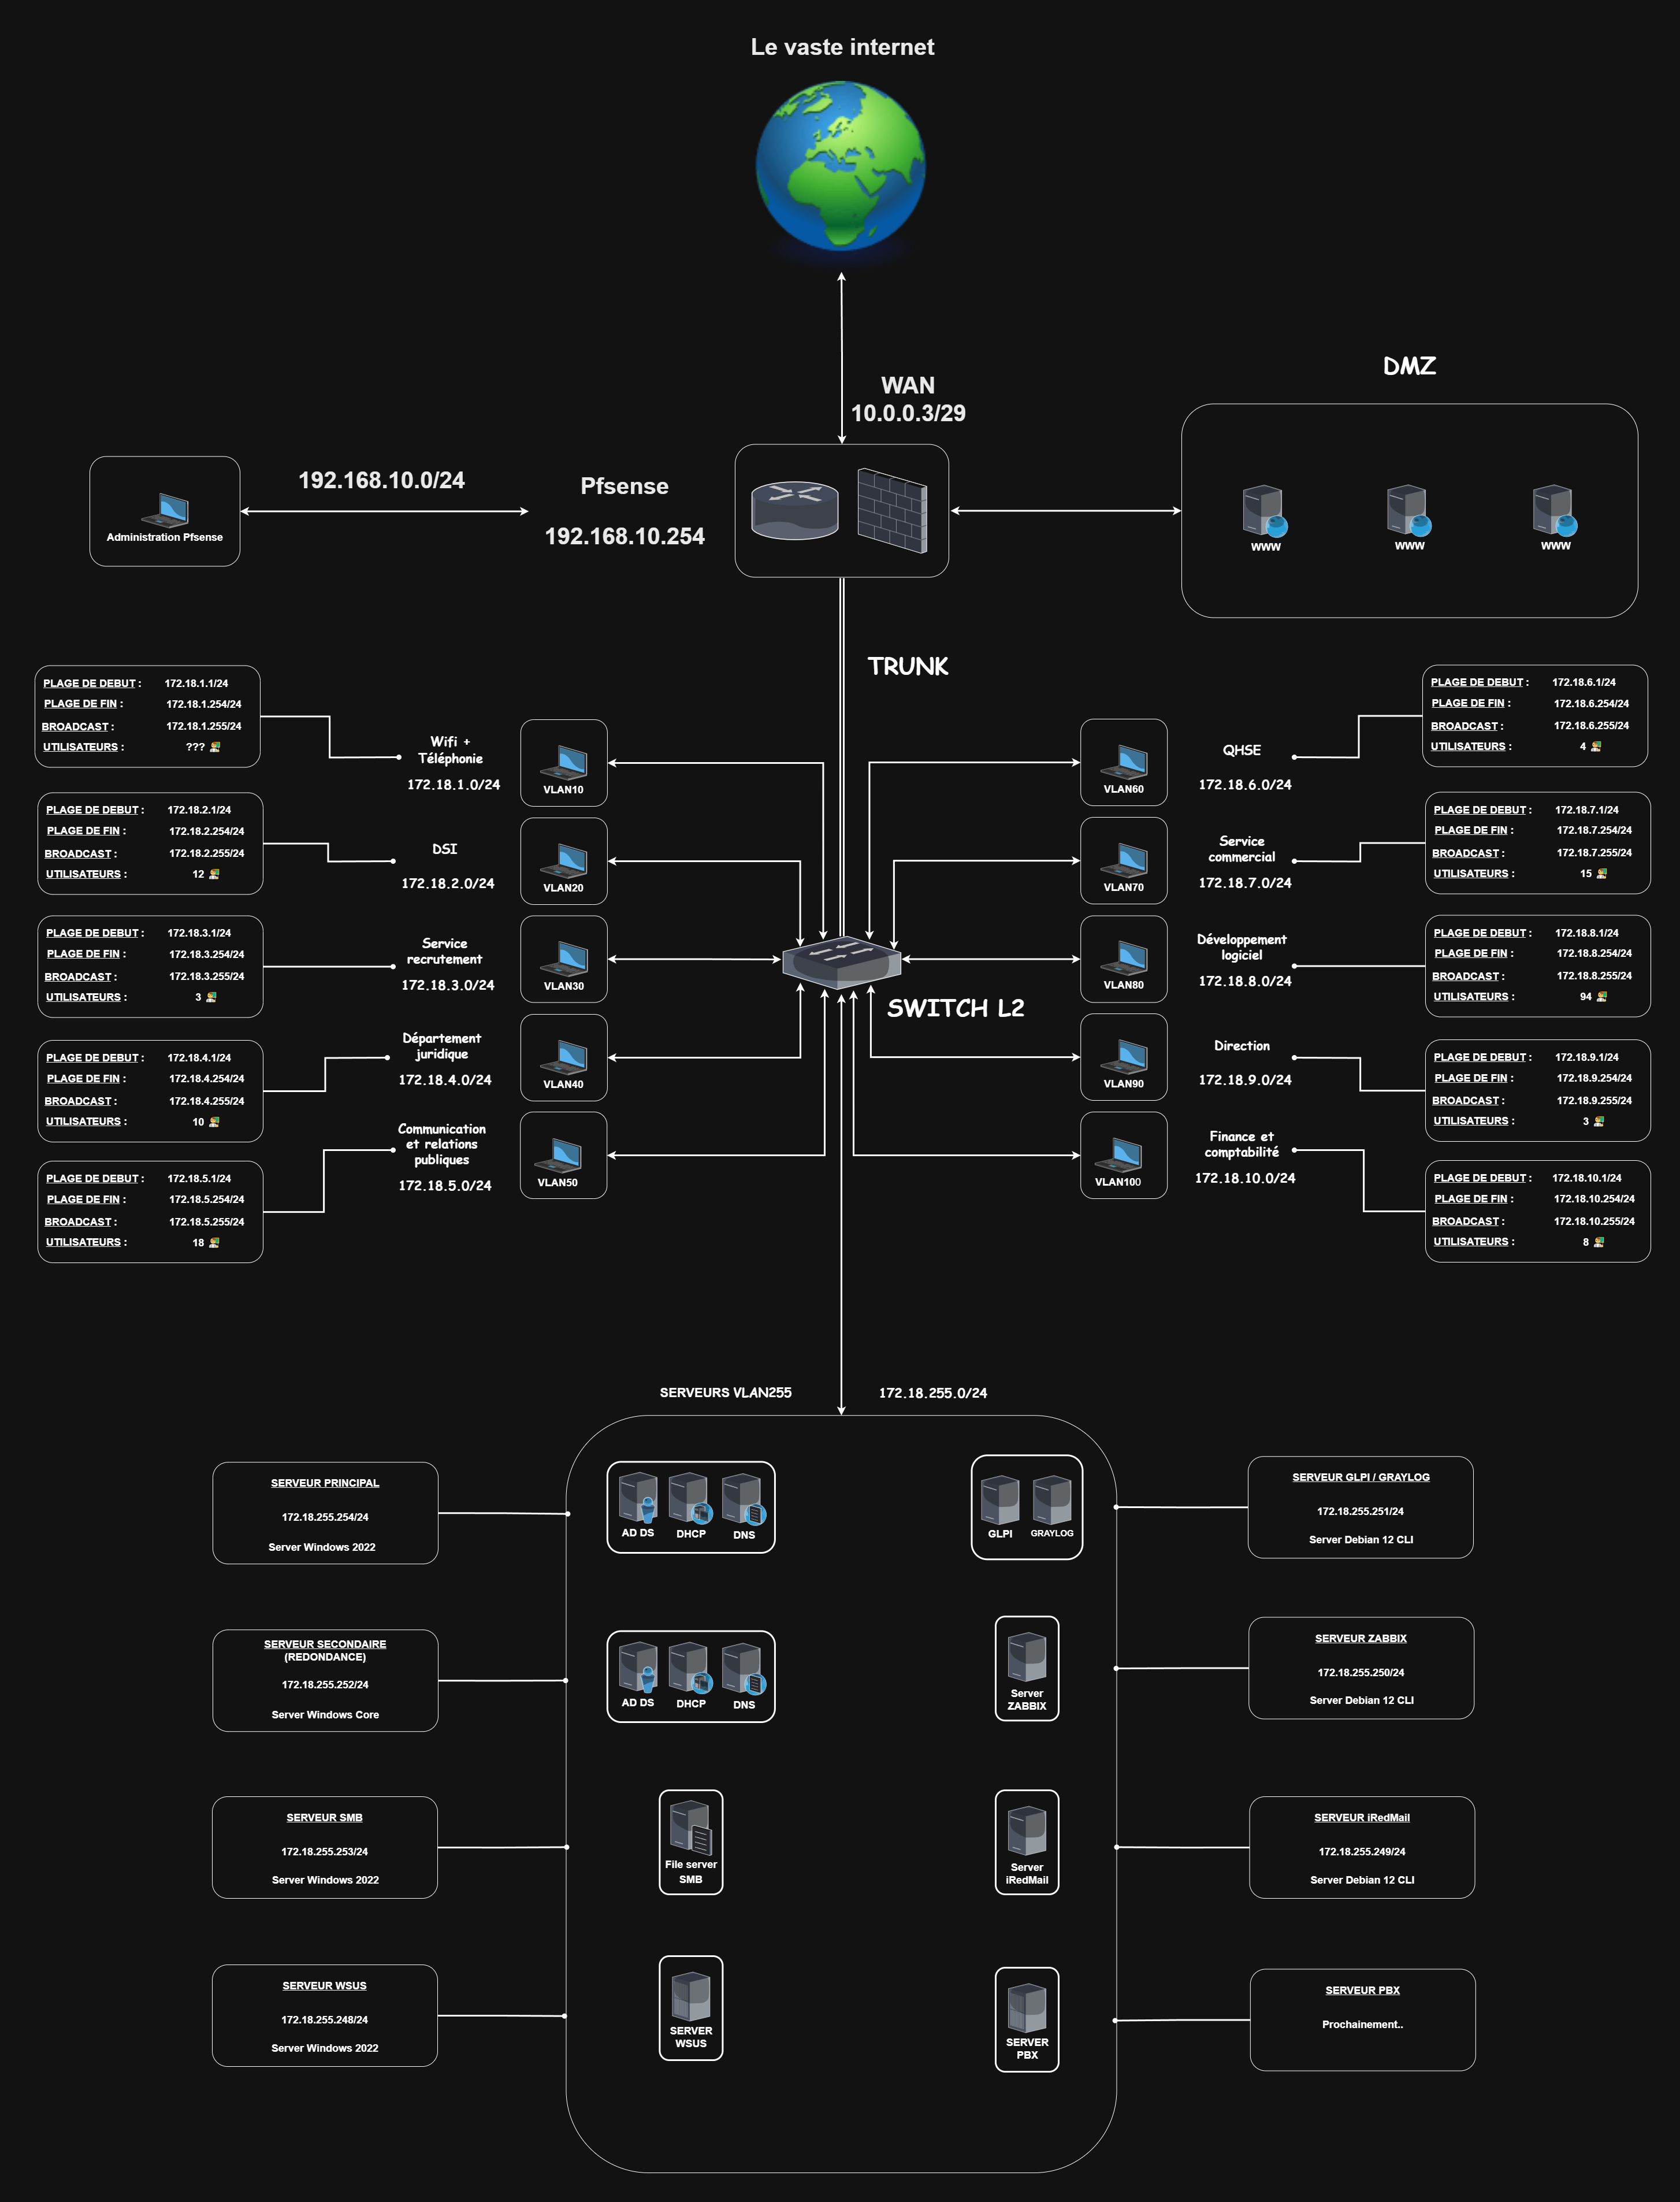 Le vaste internet
WAN
10.0.0.3/29
DMZ
192.168.10.0/24
Pfsense
192.168.10.254
Administration Pfsense
WWW
WWW
WWW
TRUNK
PLAGE DE DEBUT : 172.18.1.1/24
PLAGE DE FIN : 172.18.1.254/24
BROADCAST : 172.18.1.255/24
UTILISATEURS : ???
Wifi +
Téléphonie
172.18.1.0/24
VLAN10
PLAGE DE DEBUT : 172.18.2.1/24
PLAGE DE FIN : 172.18.2.254/24
BROADCAST : 172.18.2.255/24
UTILISATEURS : 12
DSI
172.18.2.0/24
VLAN20
PLAGE DE DEBUT : 172.18.3.1/24
PLAGE DE FIN : 172.18.3.254/24
BROADCAST : 172.18.3.255/24
UTILISATEURS : 3
Service
recrutement
172.18.3.0/24
VLAN30
PLAGE DE DEBUT : 172.18.4.1/24
PLAGE DE FIN : 172.18.4.254/24
BROADCAST : 172.18.4.255/24
UTILISATEURS : 10
Département
juridique
172.18.4.0/24
VLAN40
PLAGE DE DEBUT : 172.18.5.1/24
PLAGE DE FIN : 172.18.5.254/24
BROADCAST : 172.18.5.255/24
UTILISATEURS : 18
Communication
et relations
publiques
172.18.5.0/24
VLAN50
SWITCH L2
VLAN60
QHSE
172.18.6.0/24
PLAGE DE DEBUT : 172.18.6.1/24
PLAGE DE FIN : 172.18.6.254/24
BROADCAST : 172.18.6.255/24
UTILISATEURS : 4
VLAN70
Service
commercial
172.18.7.0/24
PLAGE DE DEBUT : 172.18.7.1/24
PLAGE DE FIN : 172.18.7.254/24
BROADCAST : 172.18.7.255/24
UTILISATEURS : 15
VLAN80
Développement
logiciel
172.18.8.0/24
PLAGE DE DEBUT : 172.18.8.1/24
PLAGE DE FIN : 172.18.8.254/24
BROADCAST : 172.18.8.255/24
UTILISATEURS : 94
VLAN90
Direction
172.18.9.0/24
PLAGE DE DEBUT : 172.18.9.1/24
PLAGE DE FIN : 172.18.9.254/24
BROADCAST : 172.18.9.255/24
UTILISATEURS : 3
VLAN100
Finance et
comptabilité
172.18.10.0/24
PLAGE DE DEBUT : 172.18.10.1/24
PLAGE DE FIN : 172.18.10.254/24
BROADCAST : 172.18.10.255/24
UTILISATEURS : 8
SERVEURS VLAN255 172.18.255.0/24
SERVEUR PRINCIPAL
172.18.255.254/24
Server Windows 2022
AD DS DHCP DNS
GLPI GRAYLOG
SERVEUR GLPI / GRAYLOG
172.18.255.251/24
Server Debian 12 CLI
SERVEUR SECONDAIRE
(REDONDANCE)
172.18.255.252/24
Server Windows Core
AD DS DHCP DNS
Server
ZABBIX
SERVEUR ZABBIX
172.18.255.250/24
Server Debian 12 CLI
SERVEUR SMB
172.18.255.253/24
Server Windows 2022
File server
SMB
Server
iRedMail
SERVEUR iRedMail
172.18.255.249/24
Server Debian 12 CLI
SERVEUR WSUS
172.18.255.248/24
Server Windows 2022
SERVER
WSUS
SERVER
PBX
SERVEUR PBX
Prochainement..